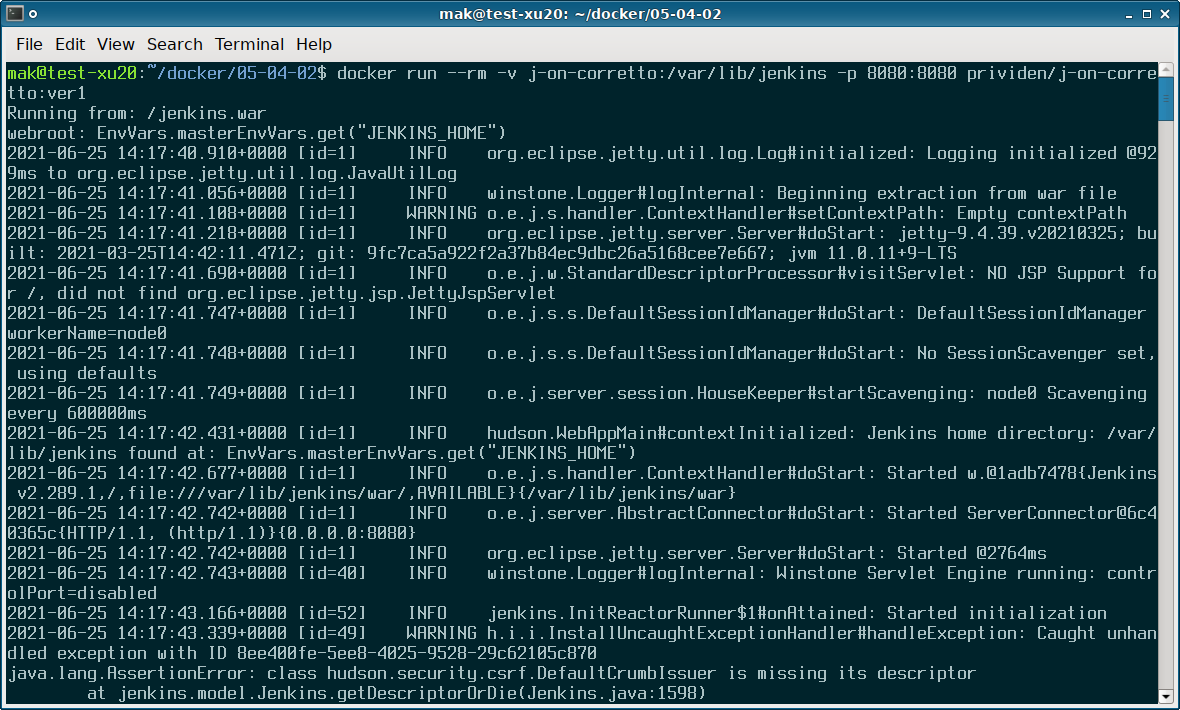 mak@test-xu20: ~/docker/05-04-02
File Edit View Search Terminal Help
mak@test-xu20:~/docker/05-04-02$ docker run --rm -v j-on-corretto:/var/lib/jenkins -p 8080:8080 prividen/j-on-corre
tto:ver1
Running from: /jenkins.war
webroot: EnvVars.masterEnvVars.get("JENKINS_HOME")
2021-06-25 14:17:40.910+0000 [id=1]     INFO    org.eclipse.jetty.util.log.Log#initialized: Logging initialized @92
9ms to org.eclipse.jetty.util.log.JavaUtilLog
2021-06-25 14:17:41.056+0000 [id=1]     INFO    winstone.Logger#logInternal: Beginning extraction from war file
2021-06-25 14:17:41.108+0000 [id=1]     WARNING o.e.j.s.handler.ContextHandler#setContextPath: Empty contextPath
2021-06-25 14:17:41.218+0000 [id=1]     INFO    org.eclipse.jetty.server.Server#doStart: jetty-9.4.39.v20210325; bu
ilt: 2021-03-25T14:42:11.471Z; git: 9fc7ca5a922f2a37b84ec9dbc26a5168cee7e667; jvm 11.0.11+9-LTS
2021-06-25 14:17:41.690+0000 [id=1]     INFO    o.e.j.w.StandardDescriptorProcessor#visitServlet: NO JSP Support fo
r /, did not find org.eclipse.jetty.jsp.JettyJspServlet
2021-06-25 14:17:41.747+0000 [id=1]     INFO    o.e.j.s.s.DefaultSessionIdManager#doStart: DefaultSessionIdManager
workerName=node0
2021-06-25 14:17:41.748+0000 [id=1]     INFO    o.e.j.s.s.DefaultSessionIdManager#doStart: No SessionScavenger set,
 using defaults
2021-06-25 14:17:41.749+0000 [id=1]     INFO    o.e.j.server.session.HouseKeeper#startScavenging: node0 Scavenging
every 600000ms
2021-06-25 14:17:42.431+0000 [id=1]     INFO    hudson.WebAppMain#contextInitialized: Jenkins home directory: /var/
lib/jenkins found at: EnvVars.masterEnvVars.get("JENKINS_HOME")
2021-06-25 14:17:42.677+0000 [id=1]     INFO    o.e.j.s.handler.ContextHandler#doStart: Started w.@1adb7478{Jenkins
 v2.289.1,/,file:///var/lib/jenkins/war/,AVAILABLE}{/var/lib/jenkins/war}
2021-06-25 14:17:42.742+0000 [id=1]     INFO    o.e.j.server.AbstractConnector#doStart: Started ServerConnector@6c4
0365c{HTTP/1.1, (http/1.1)}{0.0.0.0:8080}
2021-06-25 14:17:42.742+0000 [id=1]     INFO    org.eclipse.jetty.server.Server#doStart: Started @2764ms
2021-06-25 14:17:42.743+0000 [id=40]    INFO    winstone.Logger#logInternal: Winstone Servlet Engine running: contr
olPort=disabled
2021-06-25 14:17:43.166+0000 [id=52]    INFO    jenkins.InitReactorRunner$1#onAttained: Started initialization
2021-06-25 14:17:43.339+0000 [id=49]    WARNING h.i.i.InstallUncaughtExceptionHandler#handleException: Caught unhan
dled exception with ID 8ee400fe-5ee8-4025-9528-29c62105c870
java.lang.AssertionError: class hudson.security.csrf.DefaultCrumbIssuer is missing its descriptor
        at jenkins.model.Jenkins.getDescriptorOrDie(Jenkins.java:1598)